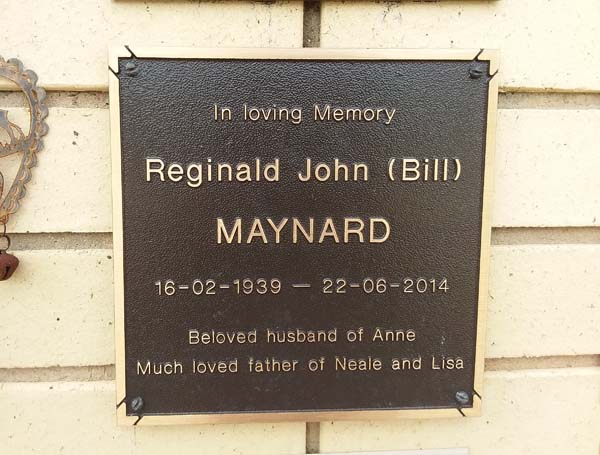 In loving Memory
Reginald John (Bill)
MAYNARD
16-02-1939 — 22-06-2014
Beloved husband of Anne
Much loved father of Neale and Lisa